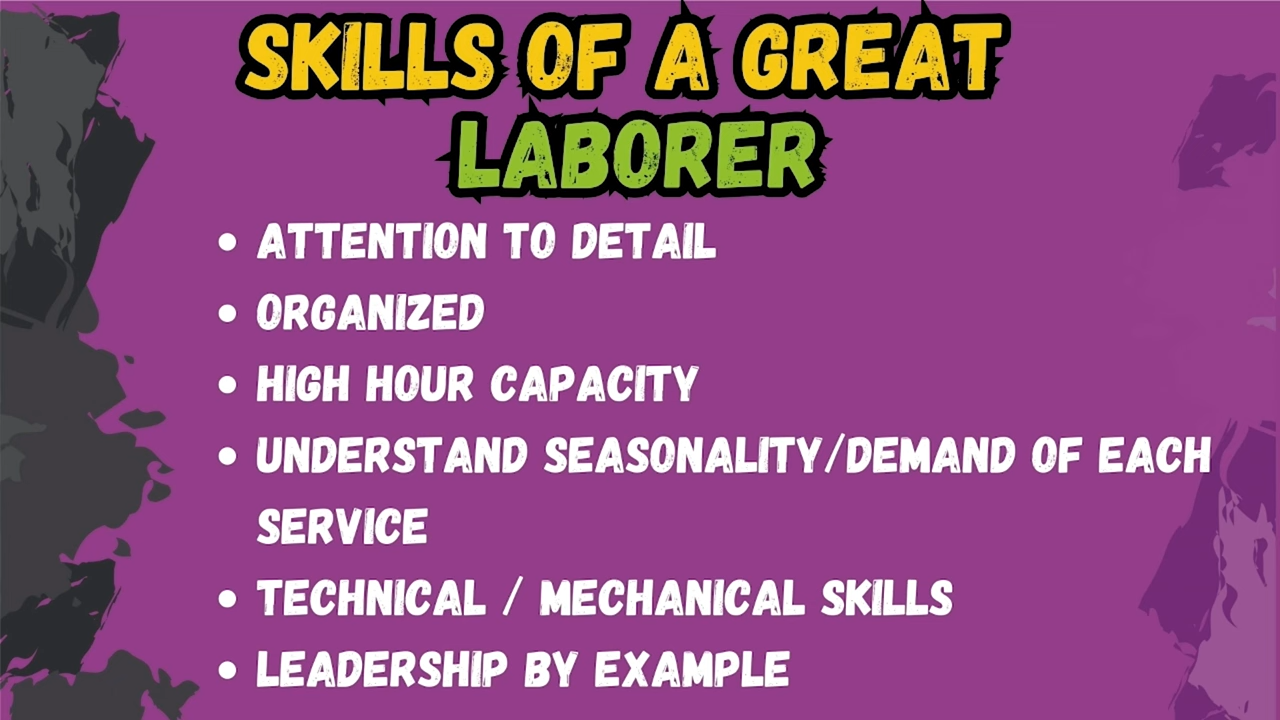 SKILLS OF A GREAT
LABORER
• ATTENTION TO DETAIL
• ORGANIZED
• HIGH HOUR CAPACITY
• UNDERSTAND SEASONALITY/DEMAND OF EACH
SERVICE
• TECHNICAL / MECHANICAL SKILLS
• LEADERSHIP BY EXAMPLE